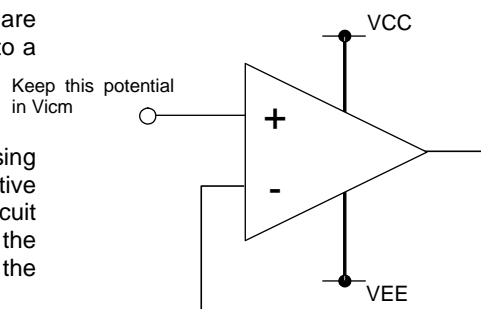 are
to a
sing
tive
cuit
the
the
Keep this potential
in Vicm
VCC
+
-
VEE